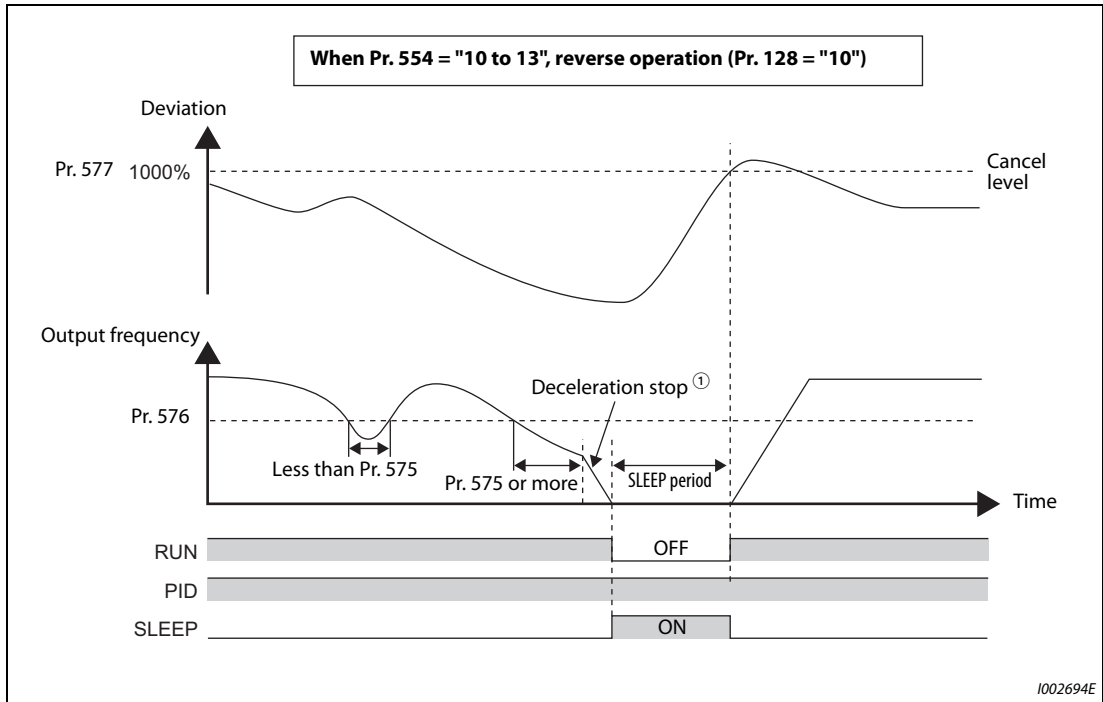 When Pr. 554 = "10 to 13", reverse operation (Pr. 128 = "10")
Deviation
Pr. 577 1000%
Cancel
level
Output frequency
Deceleration stop ①
Pr. 576
Less than Pr. 575
Pr. 575 or more
SLEEP period
Time
RUN
OFF
PID
SLEEP
ON
I002694E